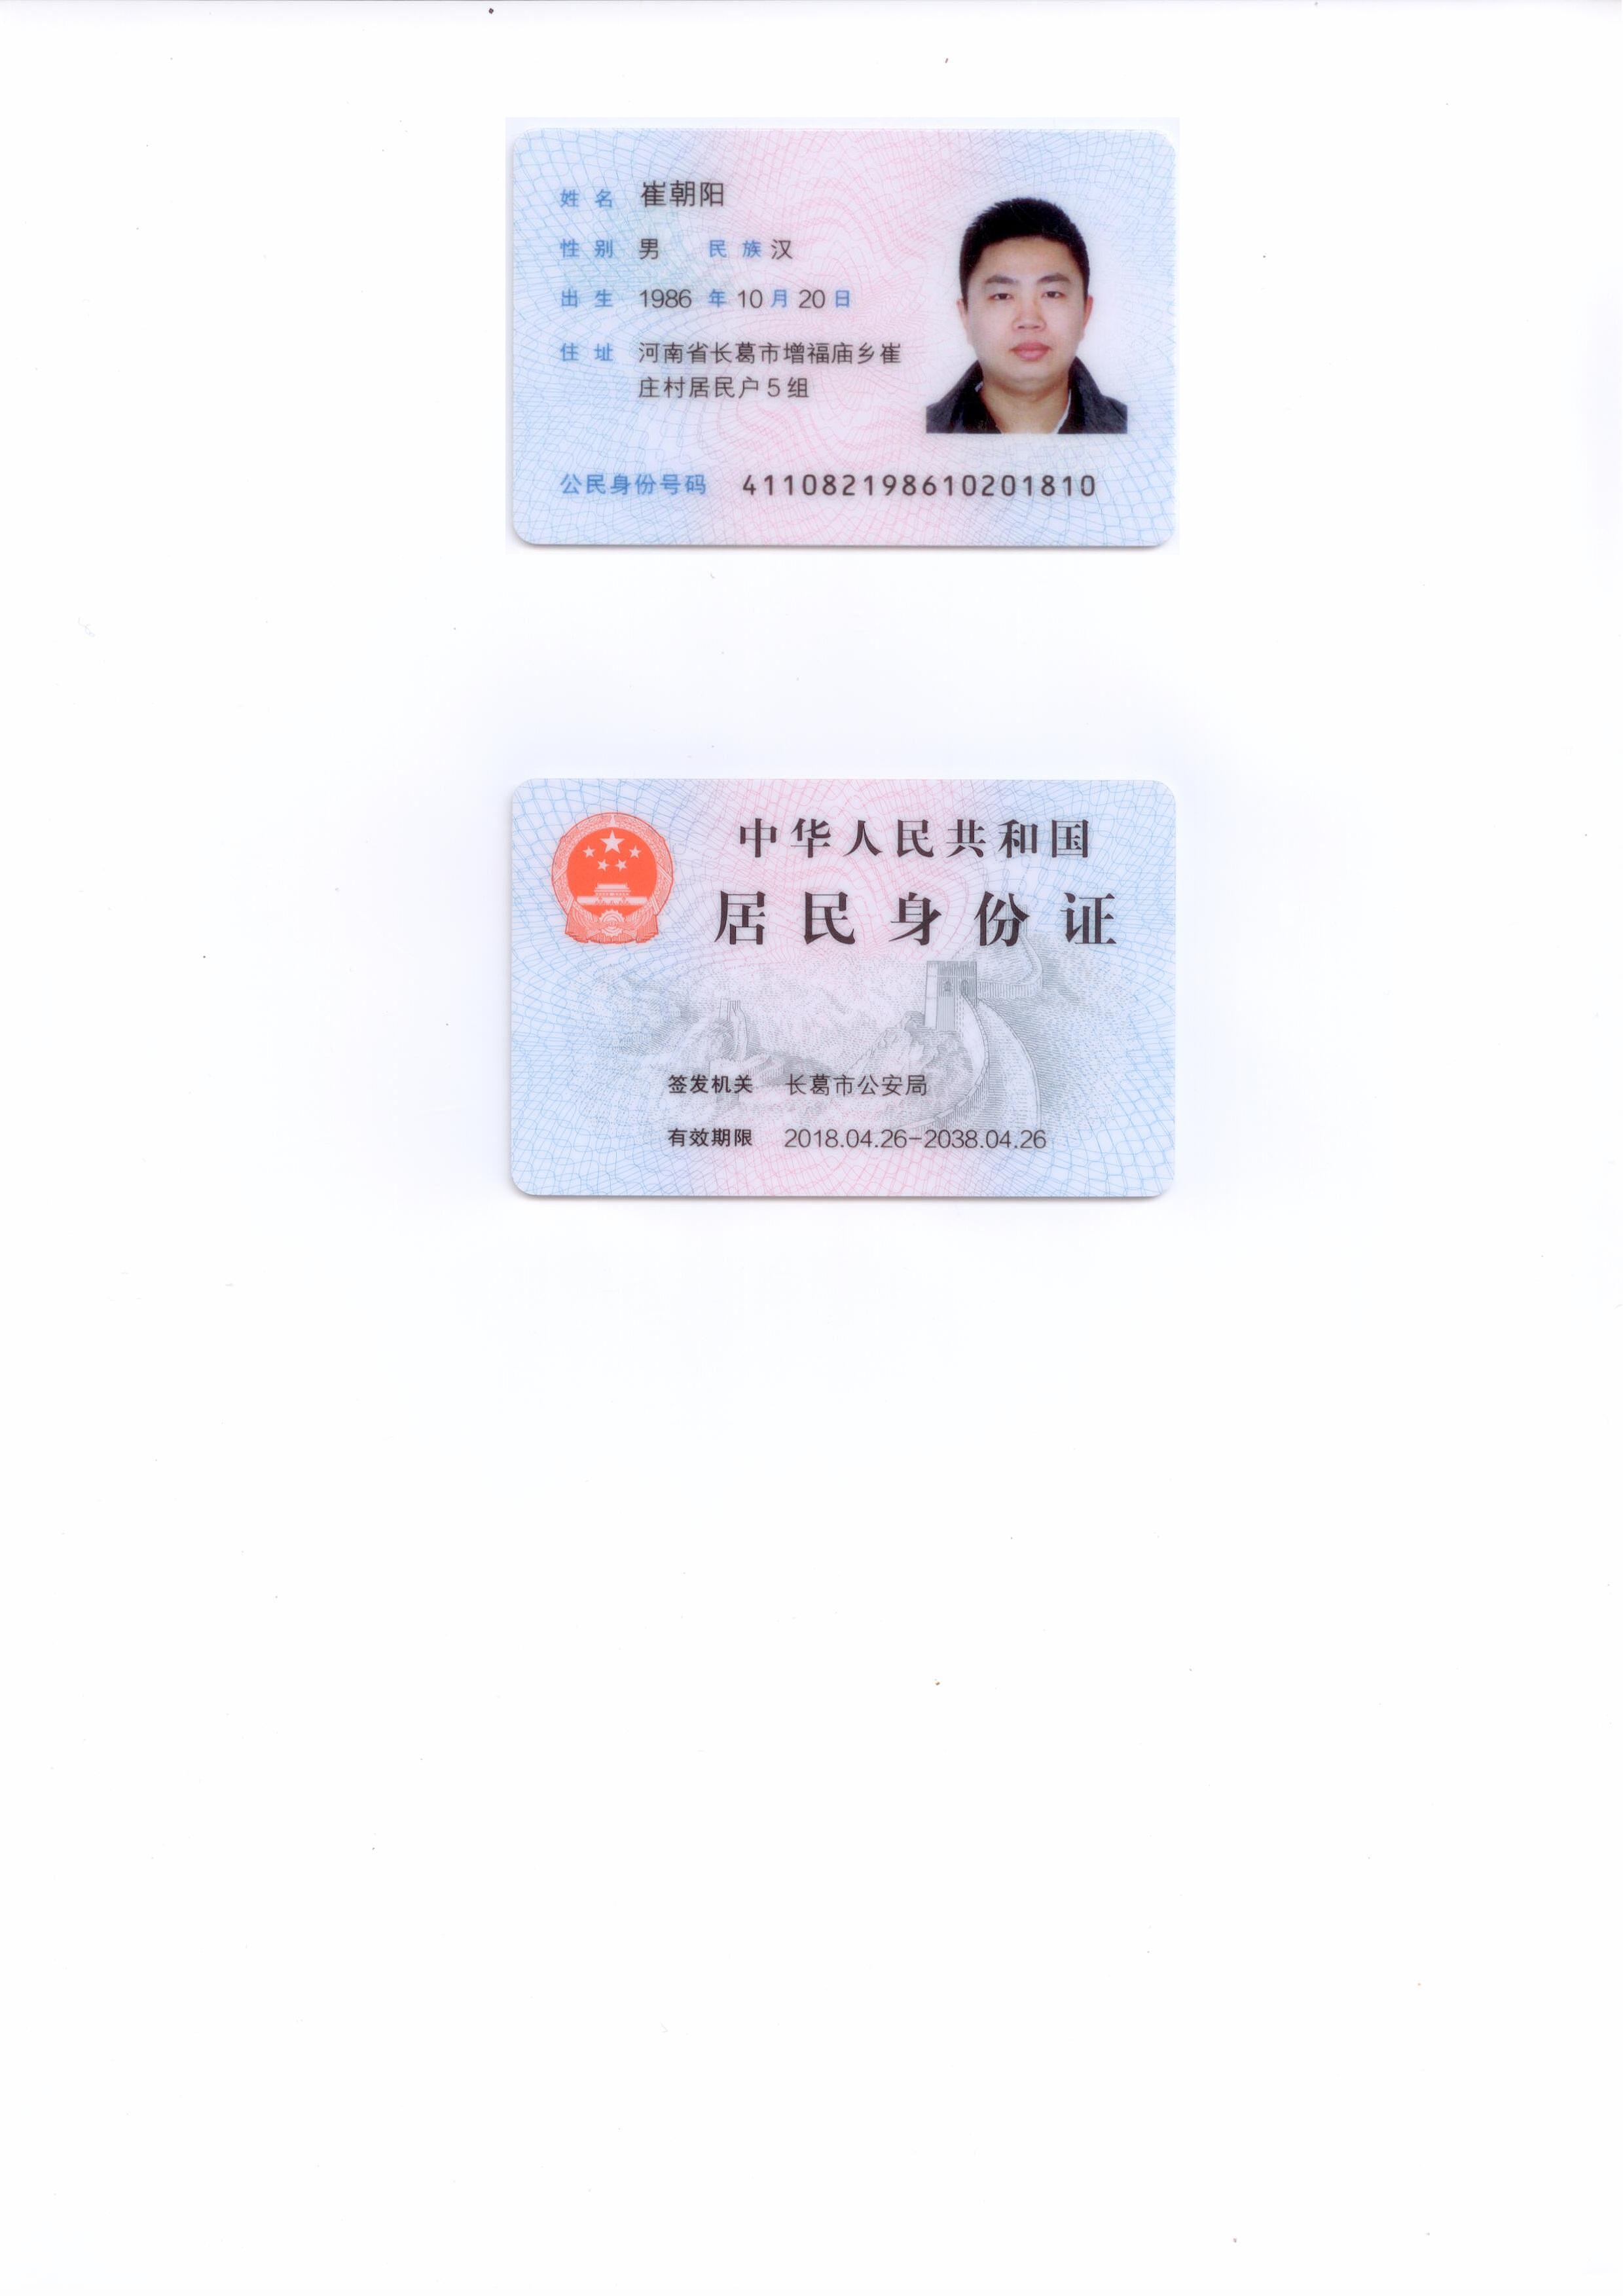 姓名 崔朝阳
性别 男 民族 汉
出生 1986 年 10 月 20 日
住址 河南省长葛市增福庙乡崔
庄村居民户5组
公民身份号码 411082198610201810
中华人民共和国
居民身份证
签发机关 长葛市公安局
有效期限 2018.04.26-2038.04.26